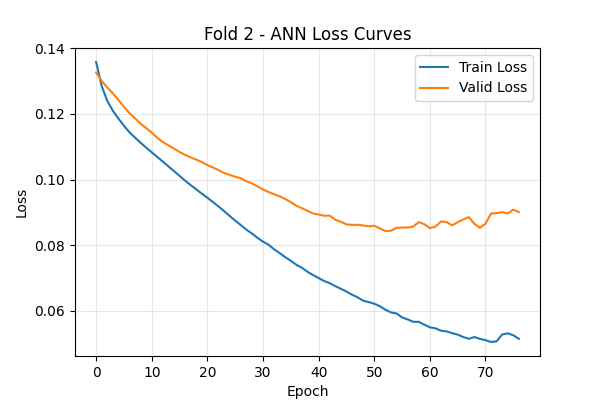 Fold 2 - ANN Loss Curves
Train Loss
Valid Loss
Loss
0.14
0.12
0.10
0.08
0.06
0 10 20 30 40 50 60 70
Epoch